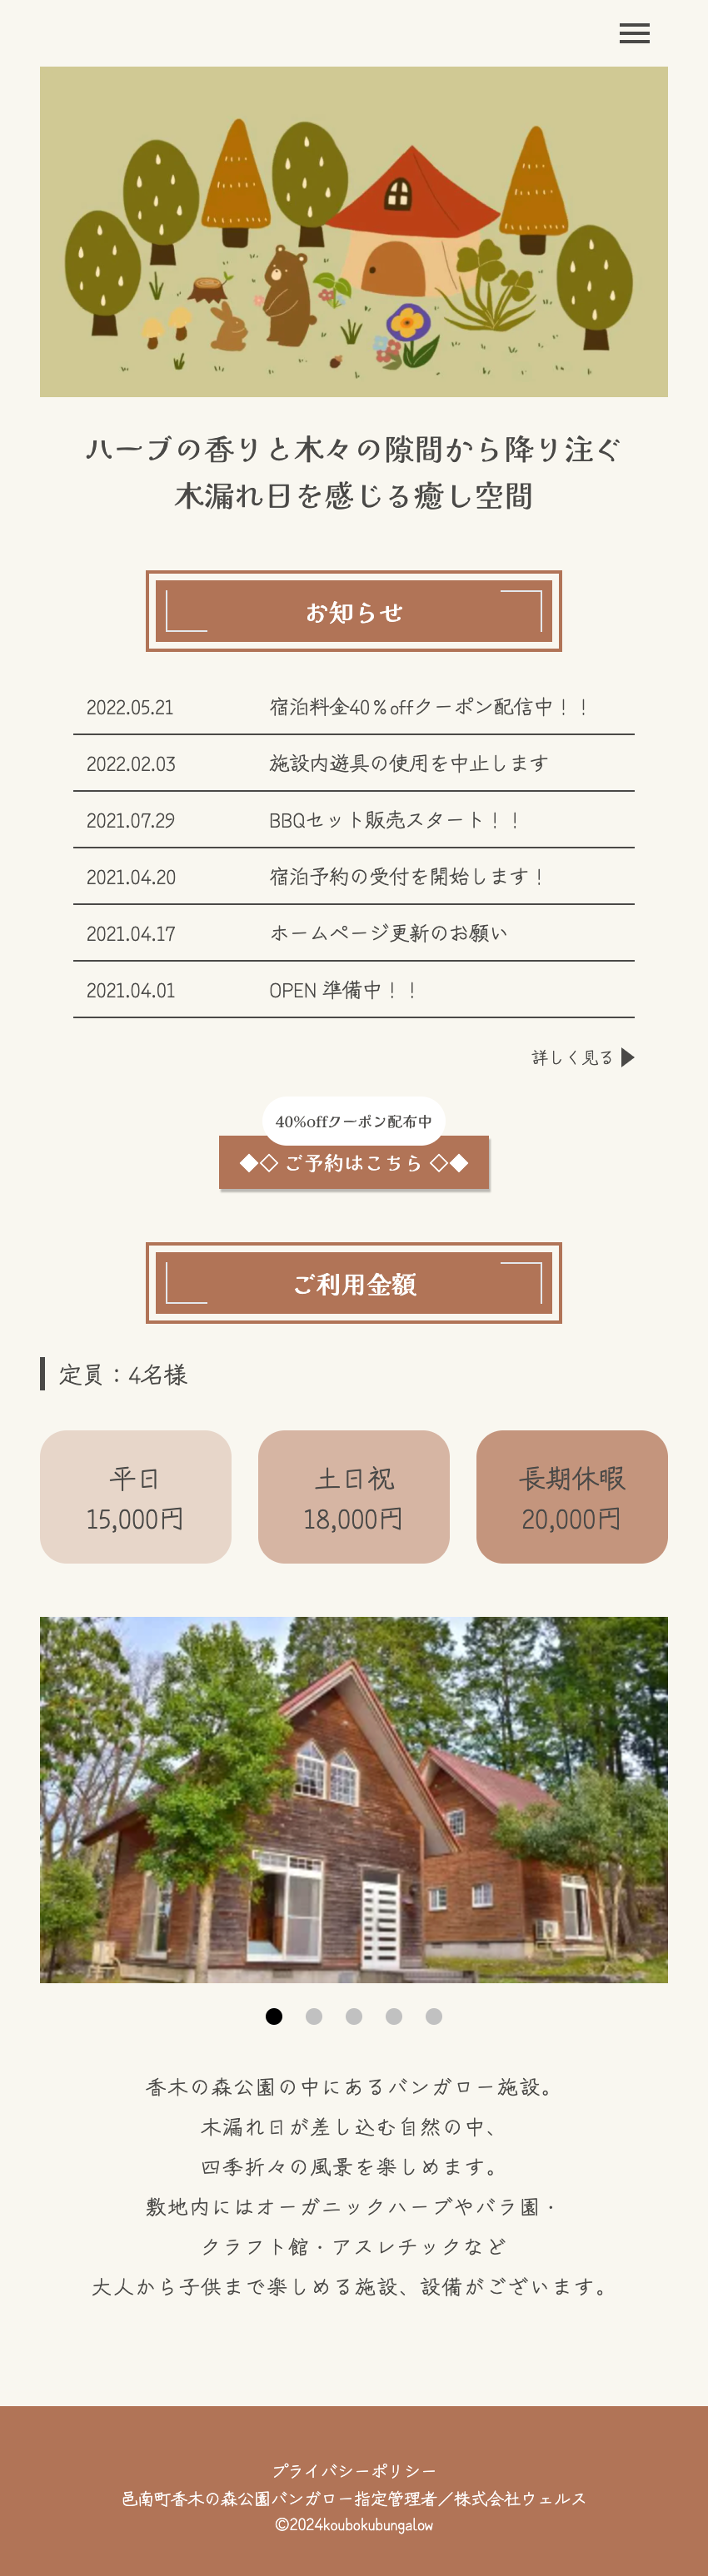 ハーブの香りと木々の隙間から降り注ぐ
木漏れ日を感じる癒し空間
お知らせ
2022.05.21 宿泊料金40％offクーポン配信中！！
2022.02.03 施設内遊具の使用を中止します
2021.07.29 BBQセット販売スタート！！
2021.04.20 宿泊予約の受付を開始します！
2021.04.17 ホームページ更新のお願い
2021.04.01 OPEN 準備中！！
詳しく見る
40%offクーポン配布中
◆◇ ご予約はこちら ◇◆
ご利用金額
定員：4名様
平日
15,000円
土日祝
18,000円
長期休暇
20,000円
香木の森公園の中にあるバンガロー施設。
木漏れ日が差し込む自然の中、
四季折々の風景を楽しめます。
敷地内にはオーガニックハーブやバラ園・
クラフト館・アスレチックなど
大人から子供まで楽しめる施設、設備がございます。
プライバシーポリシー
邑南町香木の森公園バンガロー指定管理者／株式会社ウェルス
©2024koubokubungalow